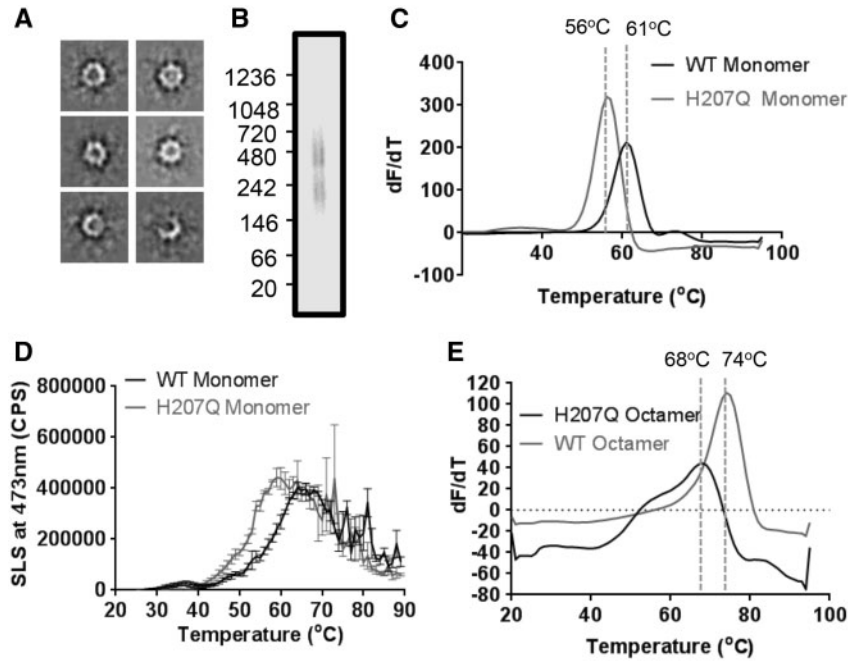 A
B
1236
1048
720
480
242
146
66
20
C
56°C 61°C
WT Monomer
H207Q Monomer
400
300
200
100
0
-100
dF/dT
40 60 80 100
Temperature (°C)
D
WT Monomer
H207Q Monomer
800000
600000
400000
200000
0
SLS at 473nm (CPS)
20 30 40 50 60 70 80 90
Temperature (°C)
E
68°C 74°C
H207Q Octamer
WT Octamer
120
100
80
60
40
20
0
-20
-40
-60
-80
dF/dT
20 40 60 80 100
Temperature (°C)